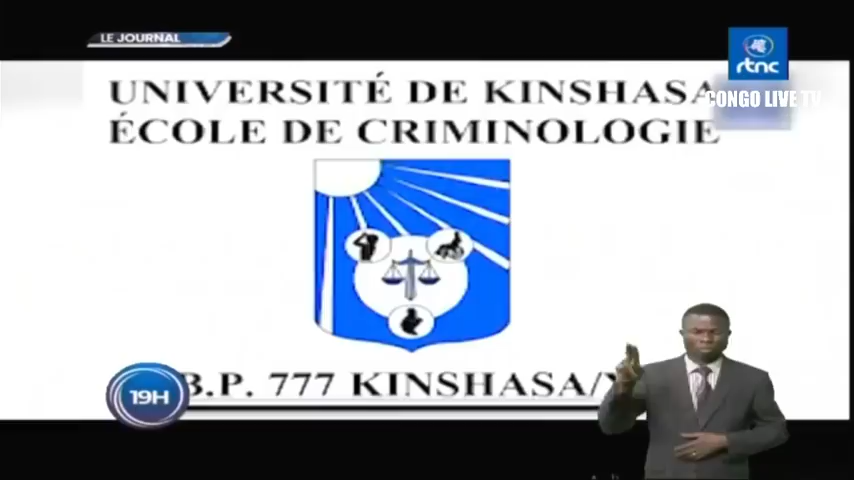 LE JOURNAL
rtnc
CONGO LIVE TV
UNIVERSITÉ DE KINSHASA
ÉCOLE DE CRIMINOLOGIE
B.P. 777 KINSHASA/
19H